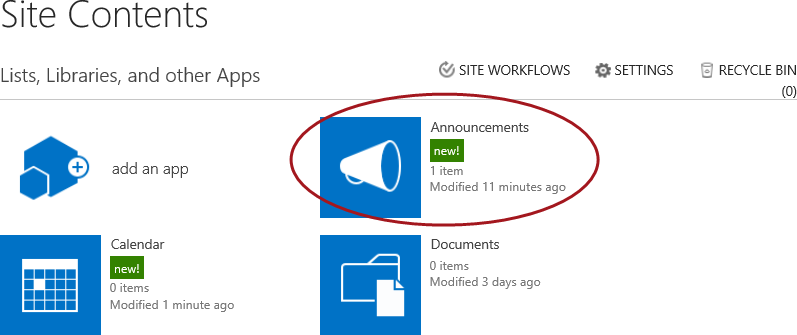 Site Contents
Lists, Libraries, and other Apps
SITE WORKFLOWS
SETTINGS
RECYCLE BIN
(0)
add an app
Announcements
new!
1 item
Modified 11 minutes ago
Calendar
new!
0 items
Modified 1 minute ago
Documents
0 items
Modified 3 days ago